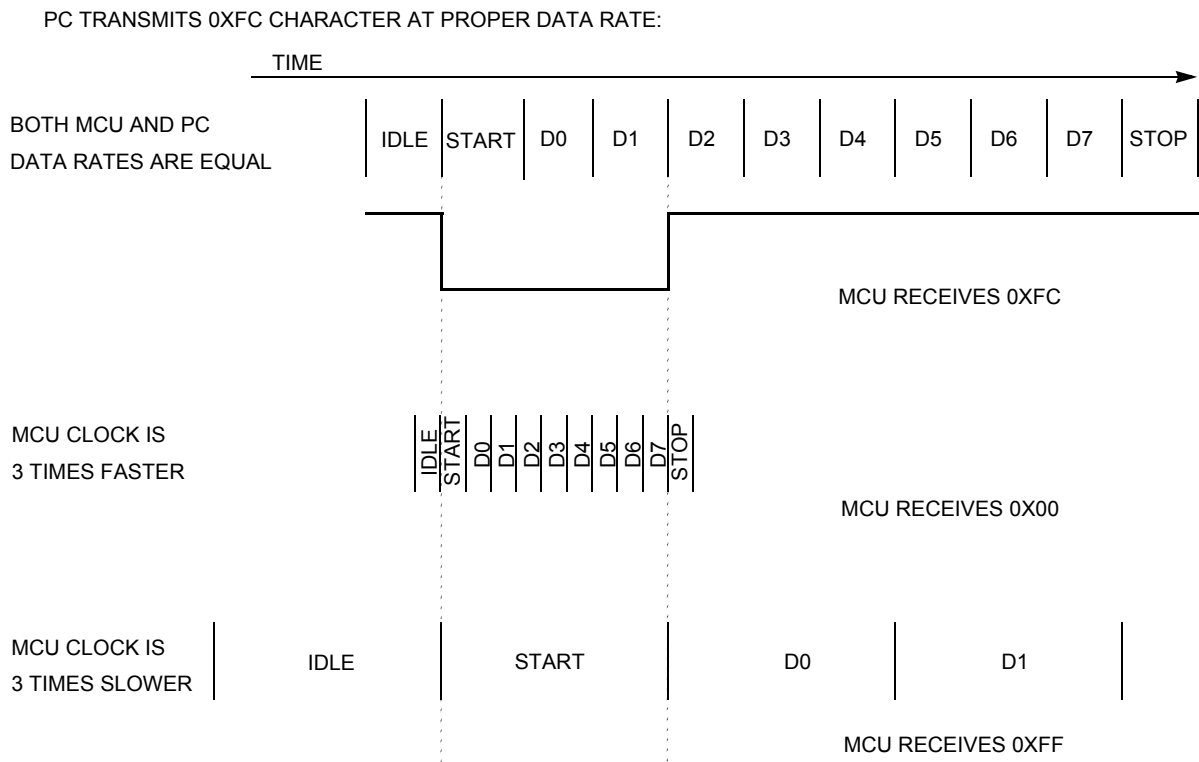 PC TRANSMITS 0XFC CHARACTER AT PROPER DATA RATE:
TIME
BOTH MCU AND PC
DATA RATES ARE EQUAL
IDLE START D0 D1 D2 D3 D4 D5 D6 D7 STOP
MCU RECEIVES 0XFC
MCU CLOCK IS
3 TIMES FASTER
IDLE START D0 D1 D2 D3 D4 D5 D6 D7 STOP
MCU RECEIVES 0X00
MCU CLOCK IS
3 TIMES SLOWER
IDLE START D0 D1
MCU RECEIVES 0XFF